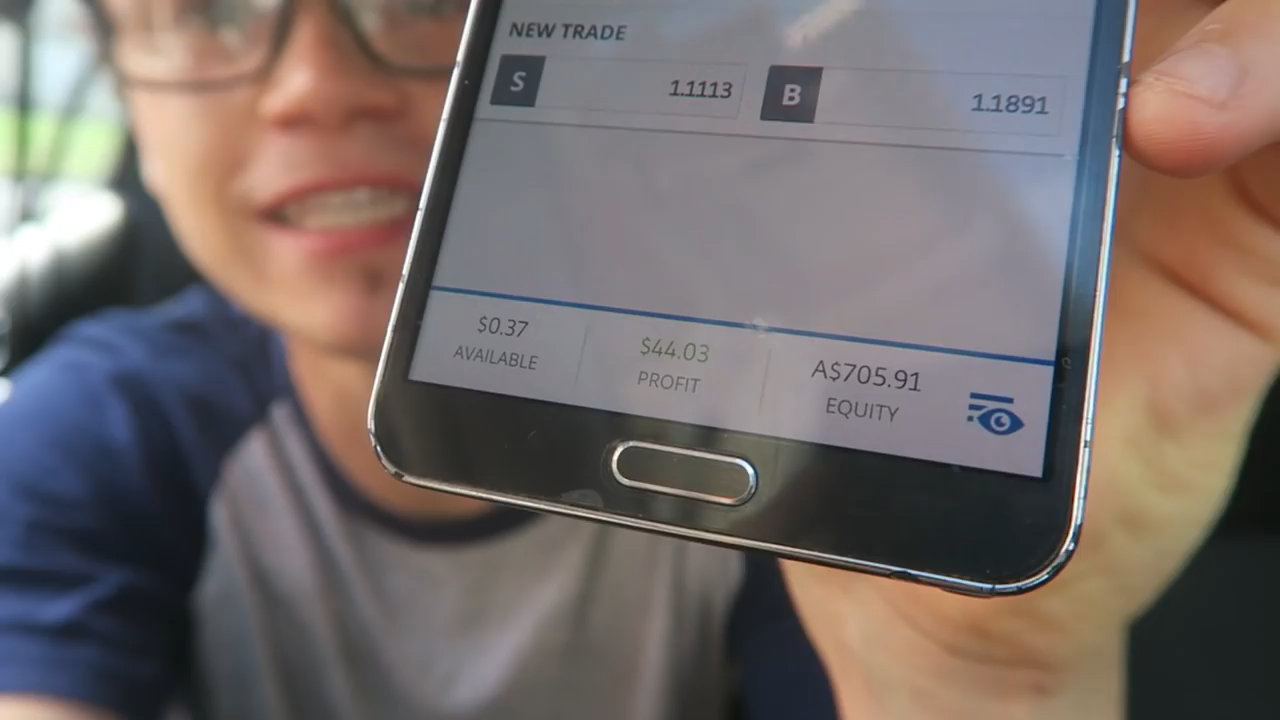 NEW TRADE
S 1.1113 B 1.1891
$0.37 $44.03 A$705.91
AVAILABLE PROFIT EQUITY